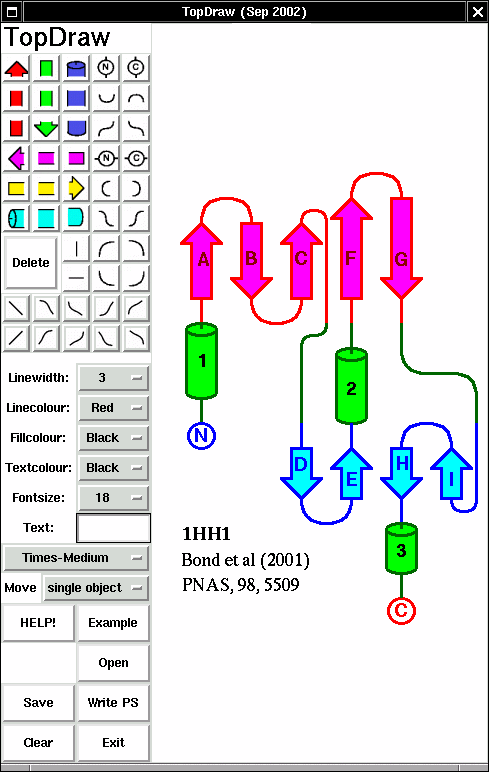 TopDraw (Sep 2002)
TopDraw
N
C
N
C
Delete
Linewidth: 3
Linecolour: Red
Fillcolour: Black
Textcolour: Black
Fontsize: 18
Text:
Times-Medium
Move single object
HELP! Example
Open
Save Write PS
Clear Exit
A B C F G
1
2
N
D E H I
3
C
1HH1
Bond et al (2001)
PNAS, 98, 5509